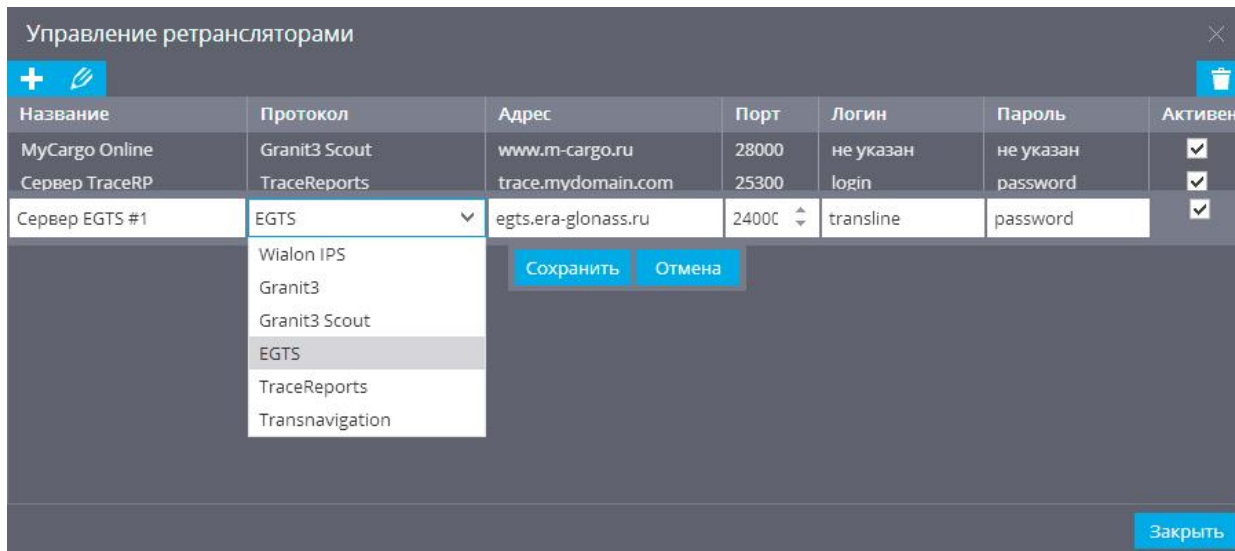 Управление ретрансляторами
Название Протокол Адрес Порт Логин Пароль Активен
MyCargo Online Granit3 Scout www.m-cargo.ru 28000 не указан не указан
Сервер TraceRP TraceReports trace.mydomain.com 25300 login password
Сервер EGTS #1 EGTS egts.era-glonass.ru 24000 transline password
Wialon IPS
Granit3
Granit3 Scout
EGTS
TraceReports
Transnavigation
Сохранить Отмена
Закрыть